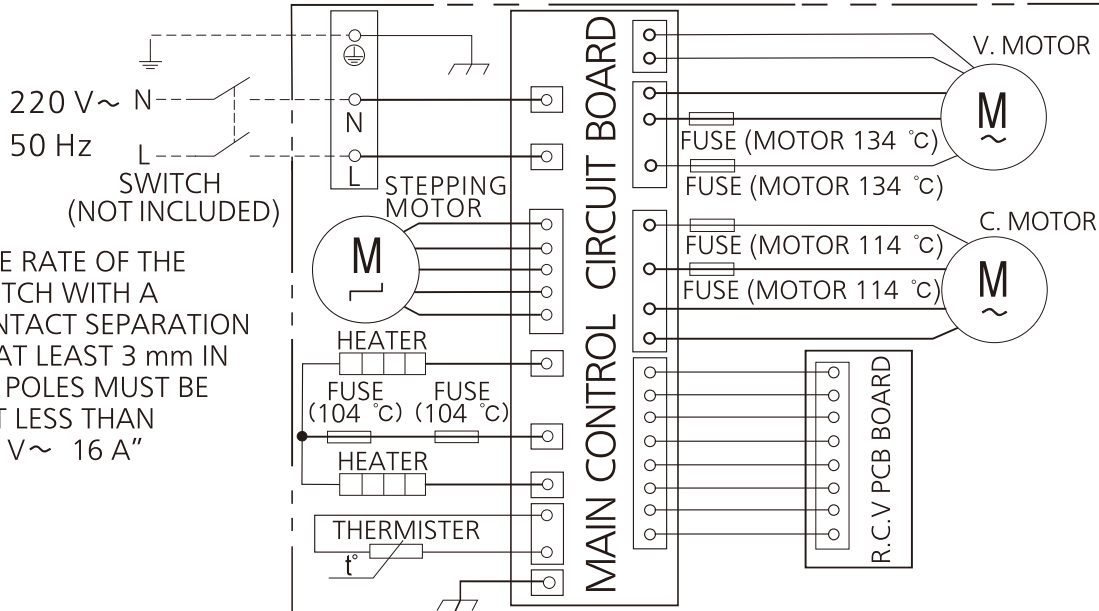 220 V~ N
50 Hz
L
SWITCH
(NOT INCLUDED)
E RATE OF THE
TCH WITH A
NTACT SEPARATION
AT LEAST 3 mm IN
POLES MUST BE
T LESS THAN
V~ 16 A”
N
L
STEPPING
MOTOR
M
HEATER
FUSE
(104 ℃)
FUSE
(104 ℃)
HEATER
THERMISTER
t°
MAIN CONTROL CIRCUIT BOARD
V. MOTOR
M
~
FUSE (MOTOR 134 ℃)
FUSE (MOTOR 134 ℃)
C. MOTOR
M
~
FUSE (MOTOR 114 ℃)
FUSE (MOTOR 114 ℃)
R.C.V PCB BOARD